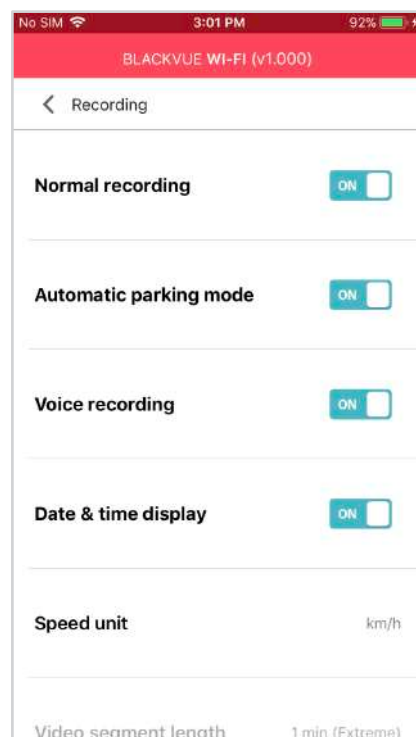 No SIM 3:01 PM 92%
BLACKVUE WI-FI (v1.000)
Recording
Normal recording ON
Automatic parking mode ON
Voice recording ON
Date & time display ON
Speed unit km/h
Video segment length 1 min (Extreme)